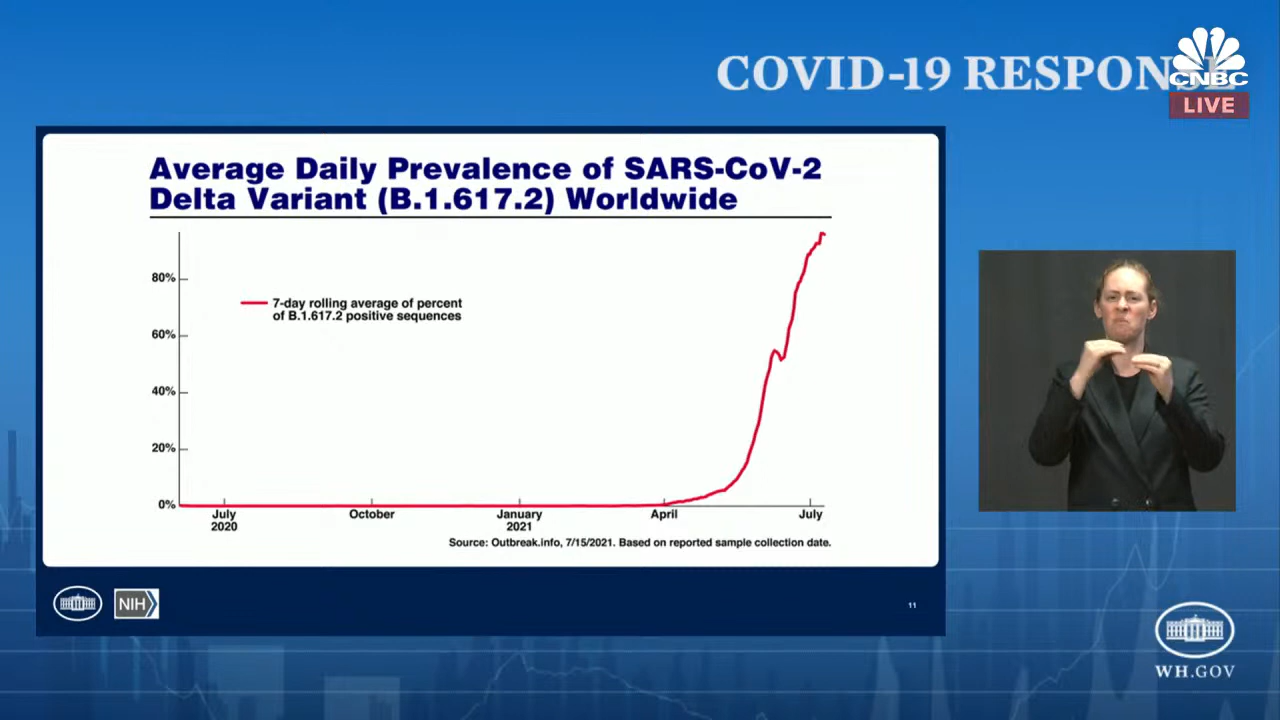 COVID-19 RESPONSE
CNBC
LIVE
Average Daily Prevalence of SARS-CoV-2
Delta Variant (B.1.617.2) Worldwide
80%
60%
40%
20%
0%
7-day rolling average of percent
of B.1.617.2 positive sequences
July
2020
October
January
2021
April
July
Source: Outbreak.info, 7/15/2021. Based on reported sample collection date.
NIH
11
WH.GOV